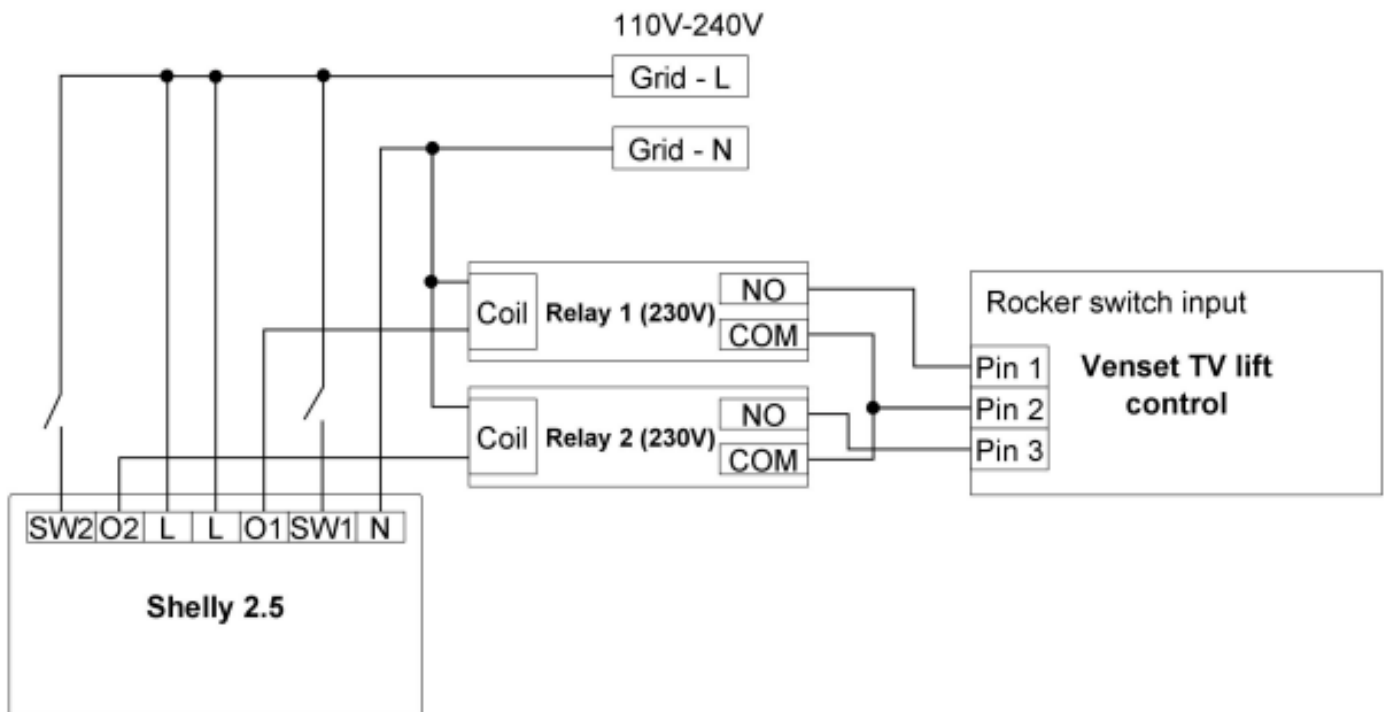 110V-240V
Grid - L
Grid - N
NO
Coil
Relay 1 (230V)
COM
Rocker switch input
Pin 1
Venset TV lift
control
Pin 2
Pin 3
NO
Coil
Relay 2 (230V)
COM
SW2 O2 L L O1 SW1 N
Shelly 2.5